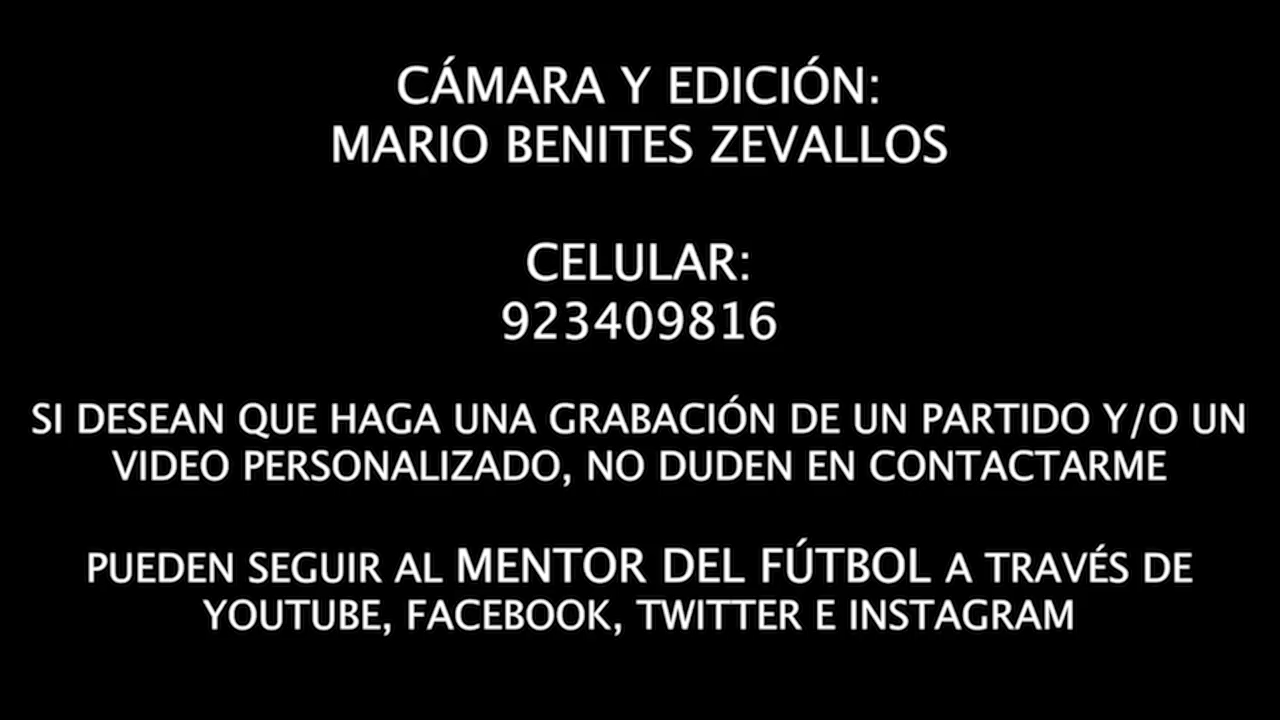 CÁMARA Y EDICIÓN:
MARIO BENITES ZEVALLOS
CELULAR:
923409816
SI DESEAN QUE HAGA UNA GRABACIÓN DE UN PARTIDO Y/O UN
VIDEO PERSONALIZADO, NO DUDEN EN CONTACTARME
PUEDEN SEGUIR AL MENTOR DEL FÚTBOL A TRAVÉS DE
YOUTUBE, FACEBOOK, TWITTER E INSTAGRAM